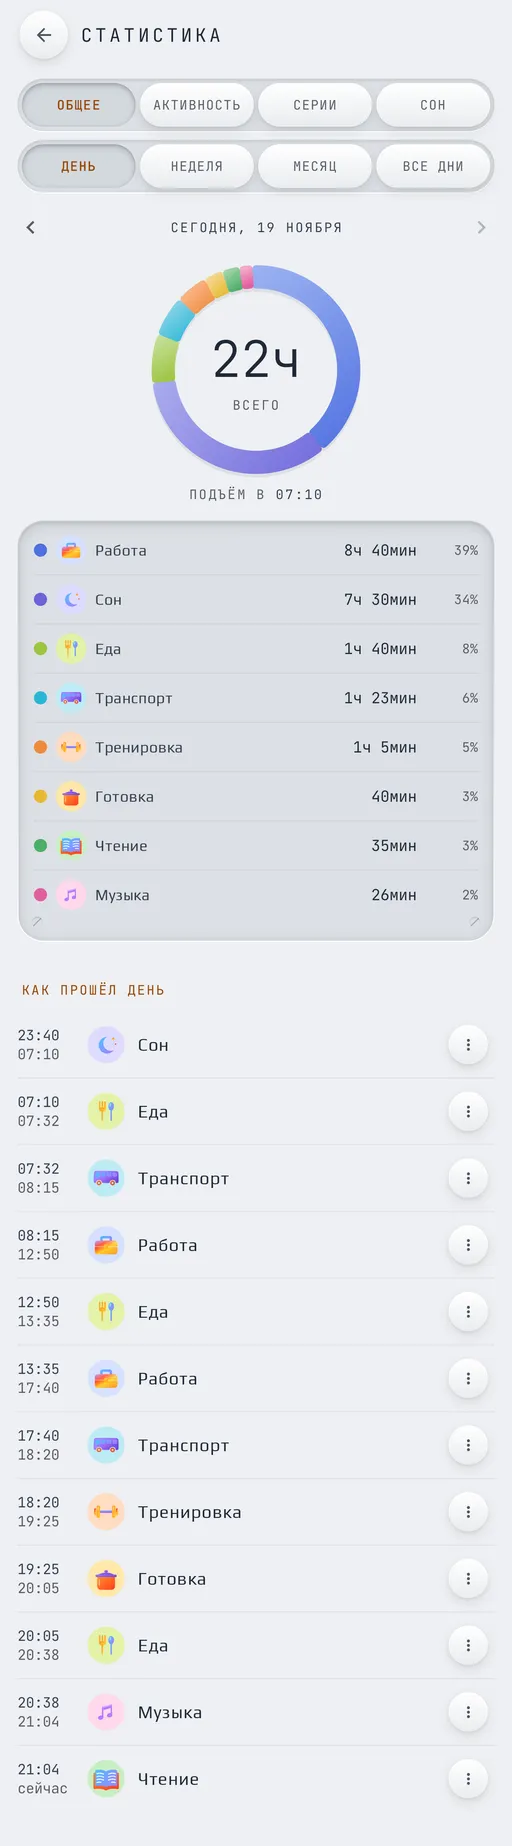 СТАТИСТИКА
ОБЩЕЕ АКТИВНОСТЬ СЕРИИ СОН
ДЕНЬ НЕДЕЛЯ МЕСЯЦ ВСЕ ДНИ
СЕГОДНЯ, 19 НОЯБРЯ
22ч
ВСЕГО
ПОДЪЁМ В 07:10
Работа 8ч 40мин 39%
Сон 7ч 30мин 34%
Еда 1ч 40мин 8%
Транспорт 1ч 23мин 6%
Тренировка 1ч 5мин 5%
Готовка 40мин 3%
Чтение 35мин 3%
Музыка 26мин 2%
КАК ПРОШЁЛ ДЕНЬ
23:40
07:10
Сон
07:10
07:32
Еда
07:32
08:15
Транспорт
08:15
12:50
Работа
12:50
13:35
Еда
13:35
17:40
Работа
17:40
18:20
Транспорт
18:20
19:25
Тренировка
19:25
20:05
Готовка
20:05
20:38
Еда
20:38
21:04
Музыка
21:04
сейчас
Чтение